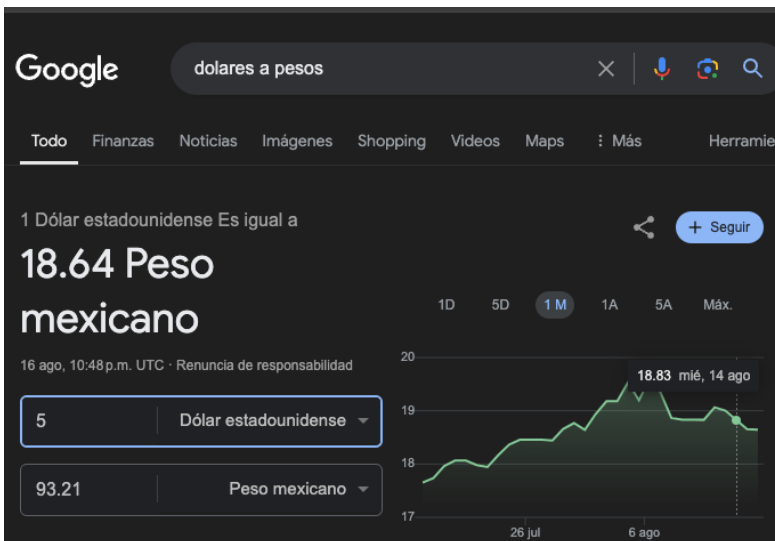 Google
dolares a pesos
Todo Finanzas Noticias Imágenes Shopping Videos Maps Más Herramie
1 Dólar estadounidense Es igual a
18.64 Peso
mexicano
16 ago, 10:48 p.m. UTC · Renuncia de responsabilidad
5 Dólar estadounidense
93.21 Peso mexicano
+ Seguir
1D 5D 1 M 1A 5A Máx.
20
18.83 mié, 14 ago
19
18
17
26 jul 6 ago